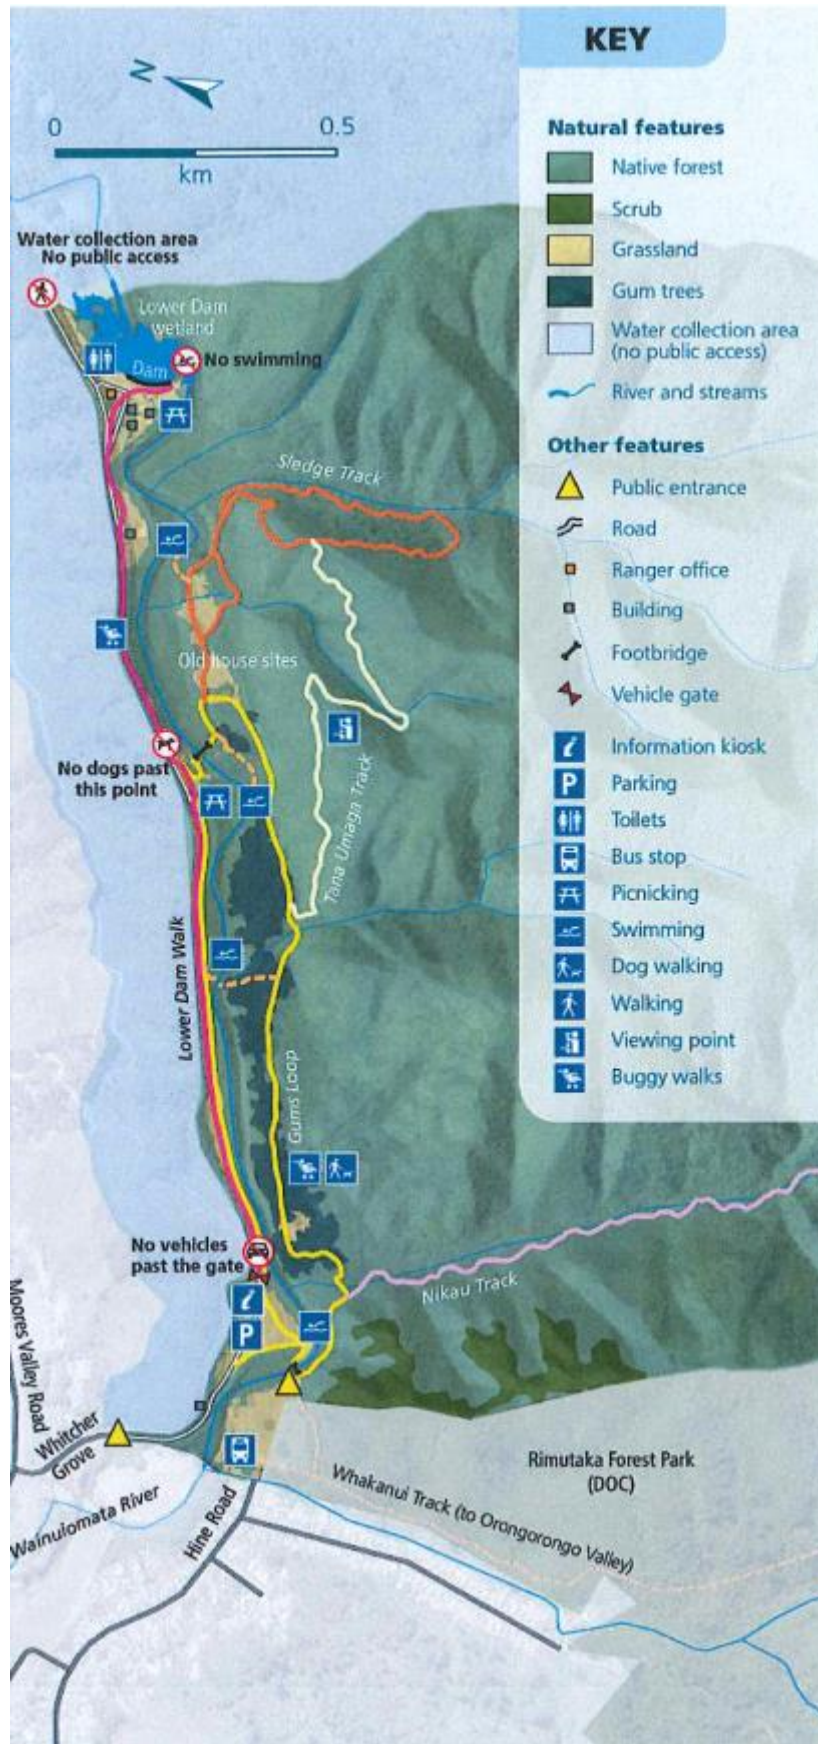 KEY
N
0 0.5
km
Natural features
Native forest
Scrub
Grassland
Gum trees
Water collection area
(no public access)
River and streams
Other features
Public entrance
Road
Ranger office
Building
Footbridge
Vehicle gate
Information kiosk
P Parking
Toilets
Bus stop
Picnicking
Swimming
Dog walking
Walking
Viewing point
Buggy walks
Water collection area
No public access
Lower Dam
wetland
No swimming
Dam
Sledge Track
Old house sites
No dogs past
this point
Tana Umaga Track
Lower Dam Walk
Gums Loop
No vehicles
past the gate
P
Nikau Track
Moores Valley Road
Whitcher
Grove
Wainuiomata River
Hine Road
Whakanui Track (to Orongorongo Valley)
Rimutaka Forest Park
(DOC)